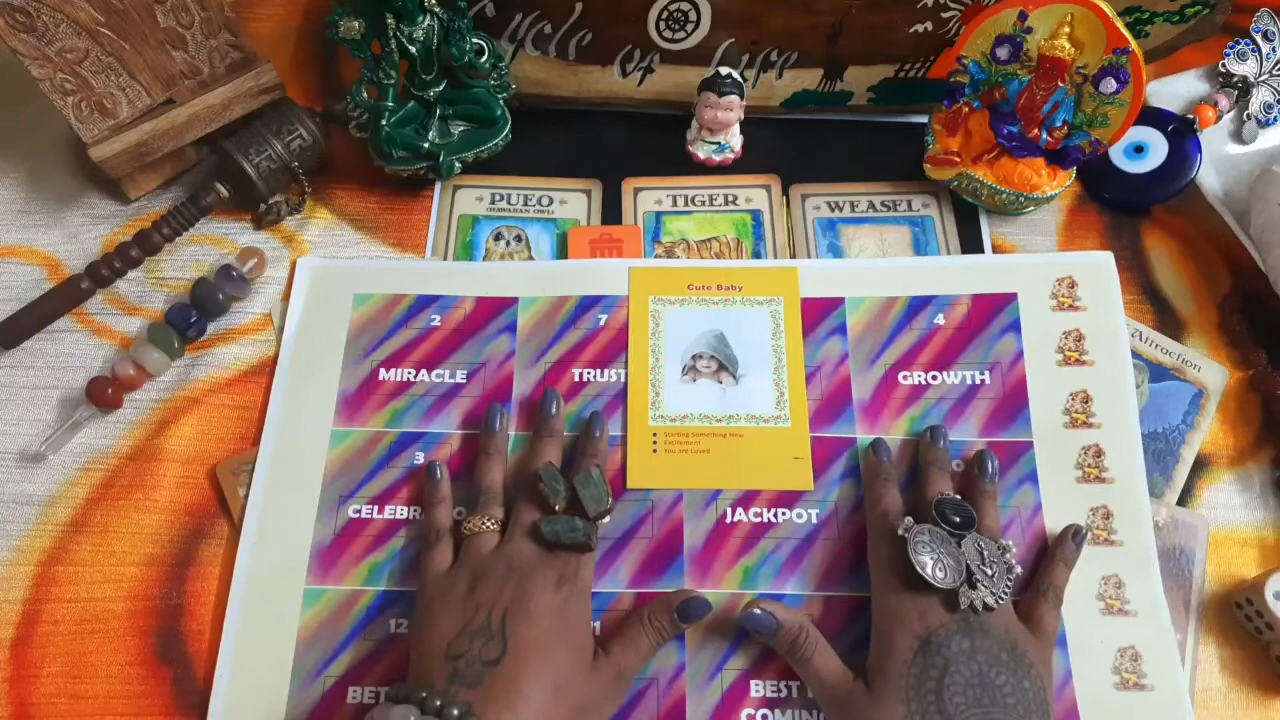 Cycle of Life
PUEO
(HAWAIIAN OWL)
TIGER
WEASEL
Attraction
Cute Baby
Starting Something New
Excitement
You are Loved
2
MIRACLE
7
TRUST
4
GROWTH
3
JACKPOT
12
BEST
COMING